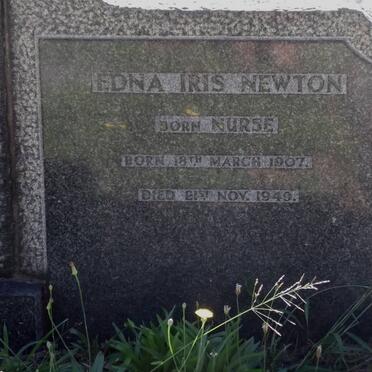 EDNA IRIS NEWTON
BORN NURSE
BORN 18TH MARCH 1907.
DIED 21ST NOV. 1949.